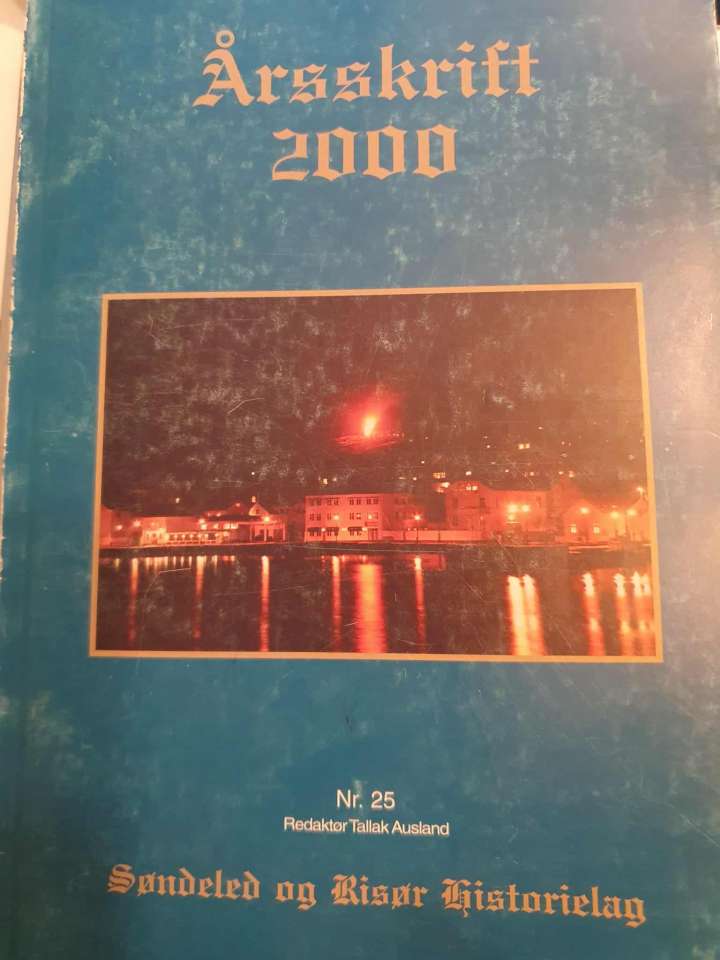 Årsskrift
2000
Nr. 25
Redaktør Tallak Ausland
Søndeled og Risør Historielag